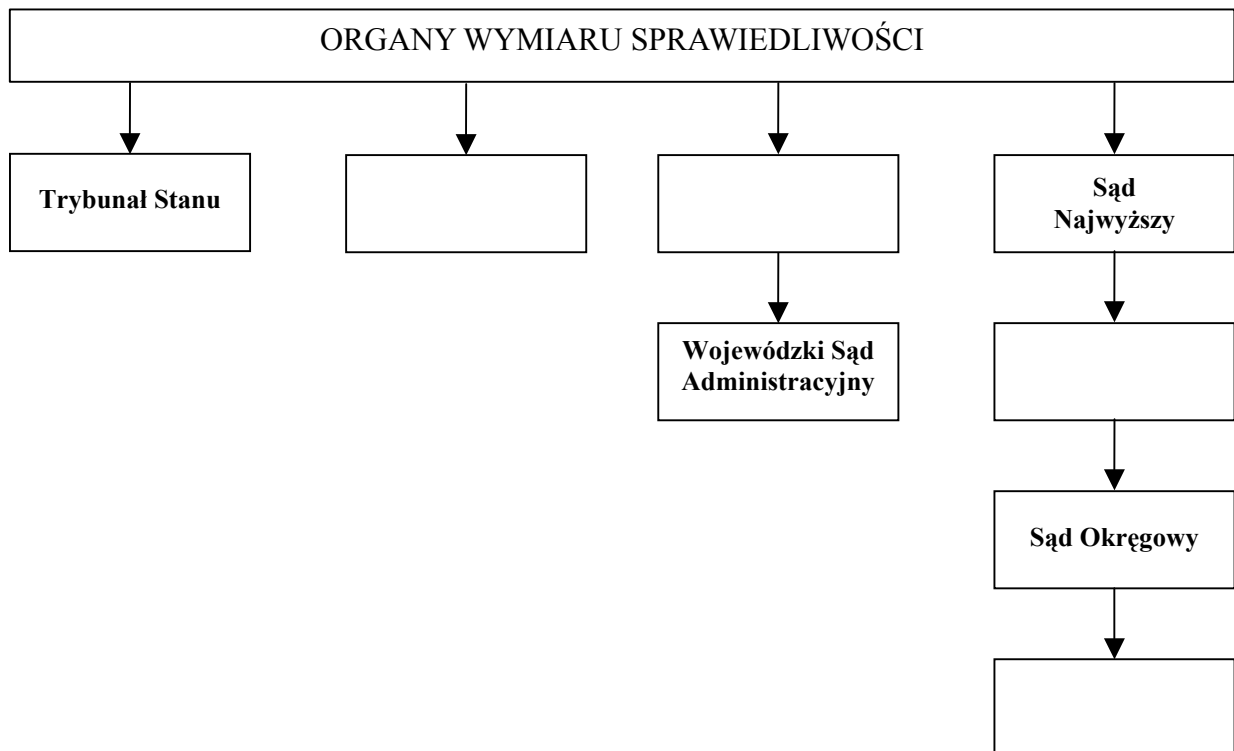 ORGANY WYMIARU SPRAWIEDLIWOŚCI
Trybunał Stanu
Sąd
Najwyższy
Wojewódzki Sąd
Administracyjny
Sąd Okręgowy